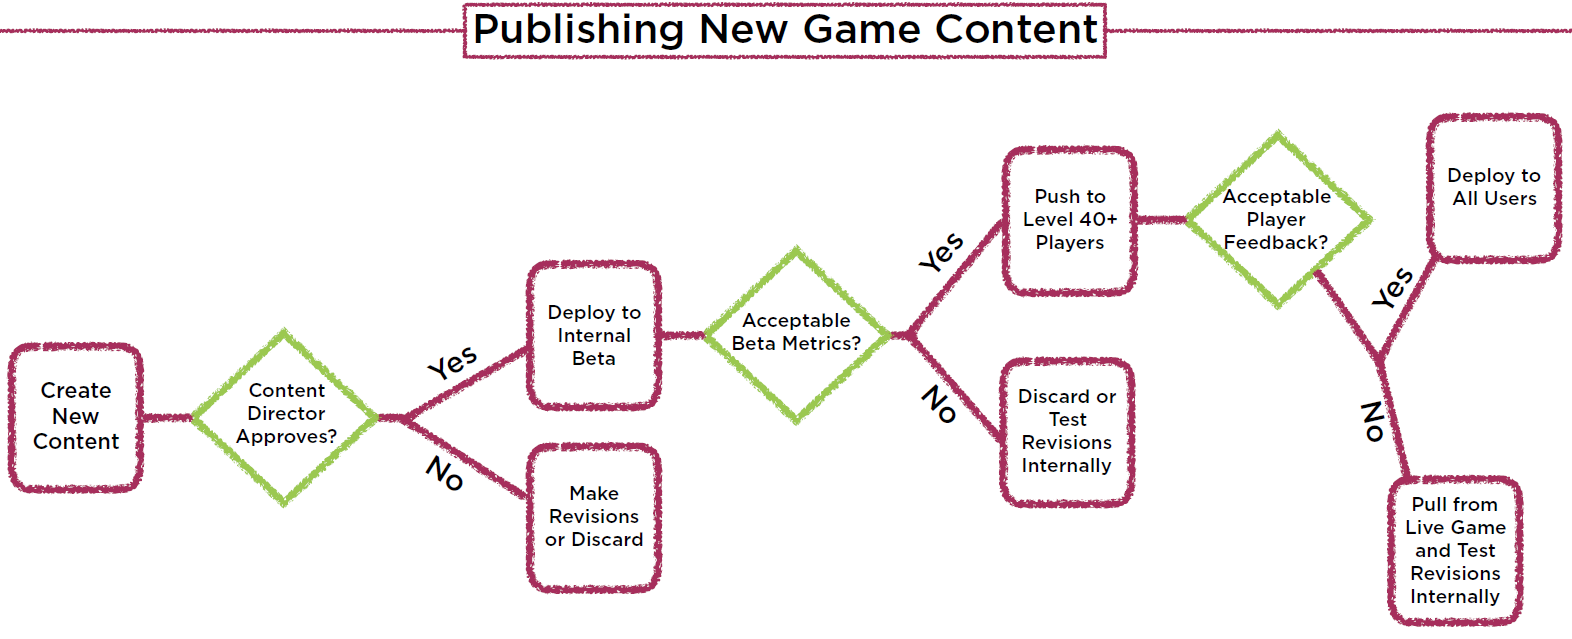 Publishing New Game Content
Create
New
Content
Content
Director
Approves?
Yes
No
Deploy to
Internal
Beta
Make
Revisions
or Discard
Acceptable
Beta Metrics?
Yes
No
Push to
Level 40+
Players
Discard or
Test
Revisions
Internally
Acceptable
Player
Feedback?
Yes
No
Deploy to
All Users
Pull from
Live Game
and Test
Revisions
Internally